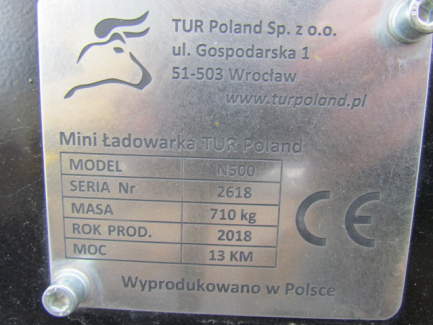 TUR Poland Sp. z o.o.
ul. Gospodarska 1
51-503 Wrocław
www.turpoland.pl
Mini Ładowarka TUR Poland
MODEL N500
SERIA Nr 2618
MASA 710 kg
ROK PROD. 2018
MOC 13 KM
CE
Wyprodukowano w Polsce